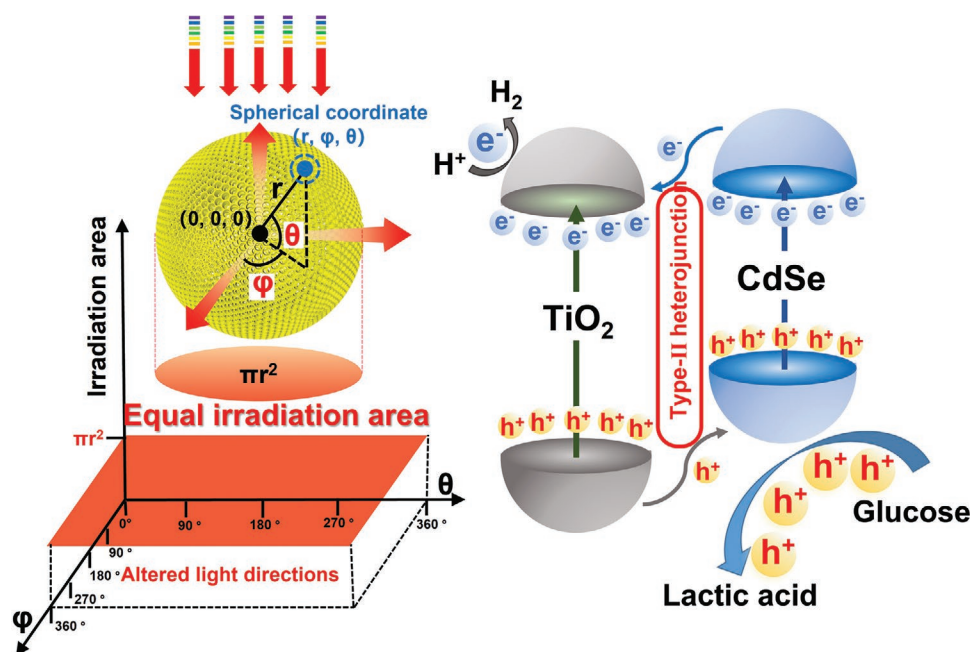 Spherical coordinate
(r, φ, θ)
r
(0, 0, 0)
θ
φ
πr²
Equal irradiation area
Irradiation area
πr²
θ
0°
90 °
180 °
270 °
360 °
90 °
180 °
270 °
360 °
φ
Altered light directions
H₂
e⁻
H⁺
e⁻
e⁻ e⁻ e⁻ e⁻ e⁻
e⁻ e⁻ e⁻ e⁻ e⁻
TiO₂
Type-II heterojunction
CdSe
h⁺ h⁺ h⁺ h⁺ h⁺
h⁺ h⁺ h⁺ h⁺ h⁺
h⁺
h⁺ h⁺ h⁺ h⁺
Glucose
Lactic acid